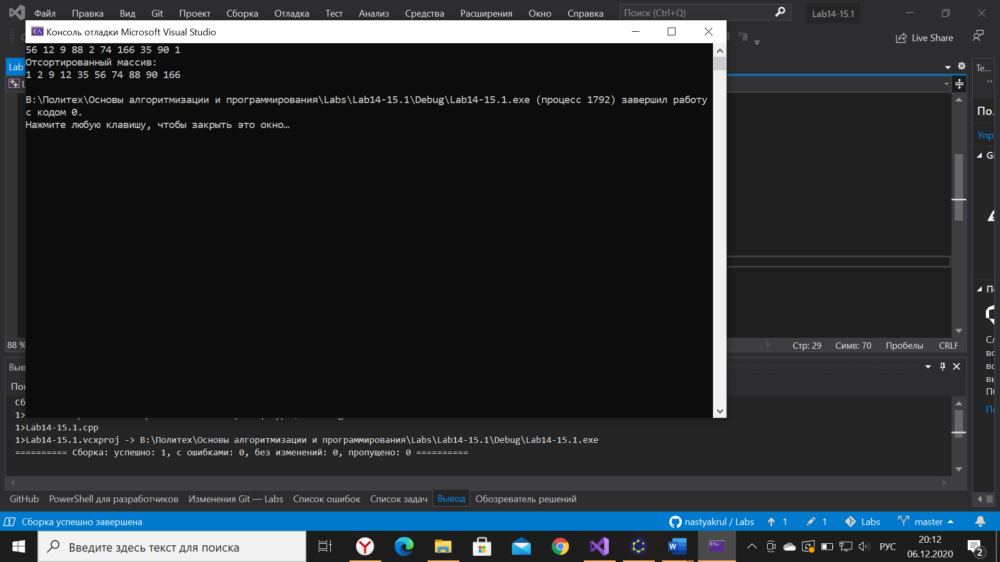 Файл Правка Вид Git Проект Сборка Отладка Тест Анализ Средства Расширения Окно Справка Поиск (Ctrl+Q) Lab14-15.1
Консоль отладки Microsoft Visual Studio
Live Share
56 12 9 88 2 74 166 35 90 1
Отсортированный массив:
1 2 9 12 35 56 74 88 90 166
B:\Политех\Основы алгоритмизации и программирования\Labs\Lab14-15.1\Debug\Lab14-15.1.exe (процесс 1792) завершил работу
с кодом 0.
Нажмите любую клавишу, чтобы закрыть это окно…
Lab
Те...
По.
Упр
Gi
88 %
Стр: 29 Симв: 70 Пробелы CRLF
Выв
Пок
Сб
1>
1>Lab14-15.1.cpp
1>Lab14-15.1.vcxproj -> B:\Политех\Основы алгоритмизации и программирования\Labs\Lab14-15.1\Debug\Lab14-15.1.exe
========== Сборка: успешно: 1, с ошибками: 0, без изменений: 0, пропущено: 0 ==========
GitHub PowerShell для разработчиков Изменения Git — Labs Список ошибок Список задач Вывод Обозреватель решений
Сборка успешно завершена nastyakrul / Labs 1 1 Labs master
Введите здесь текст для поиска
РУС
20:12
06.12.2020
2